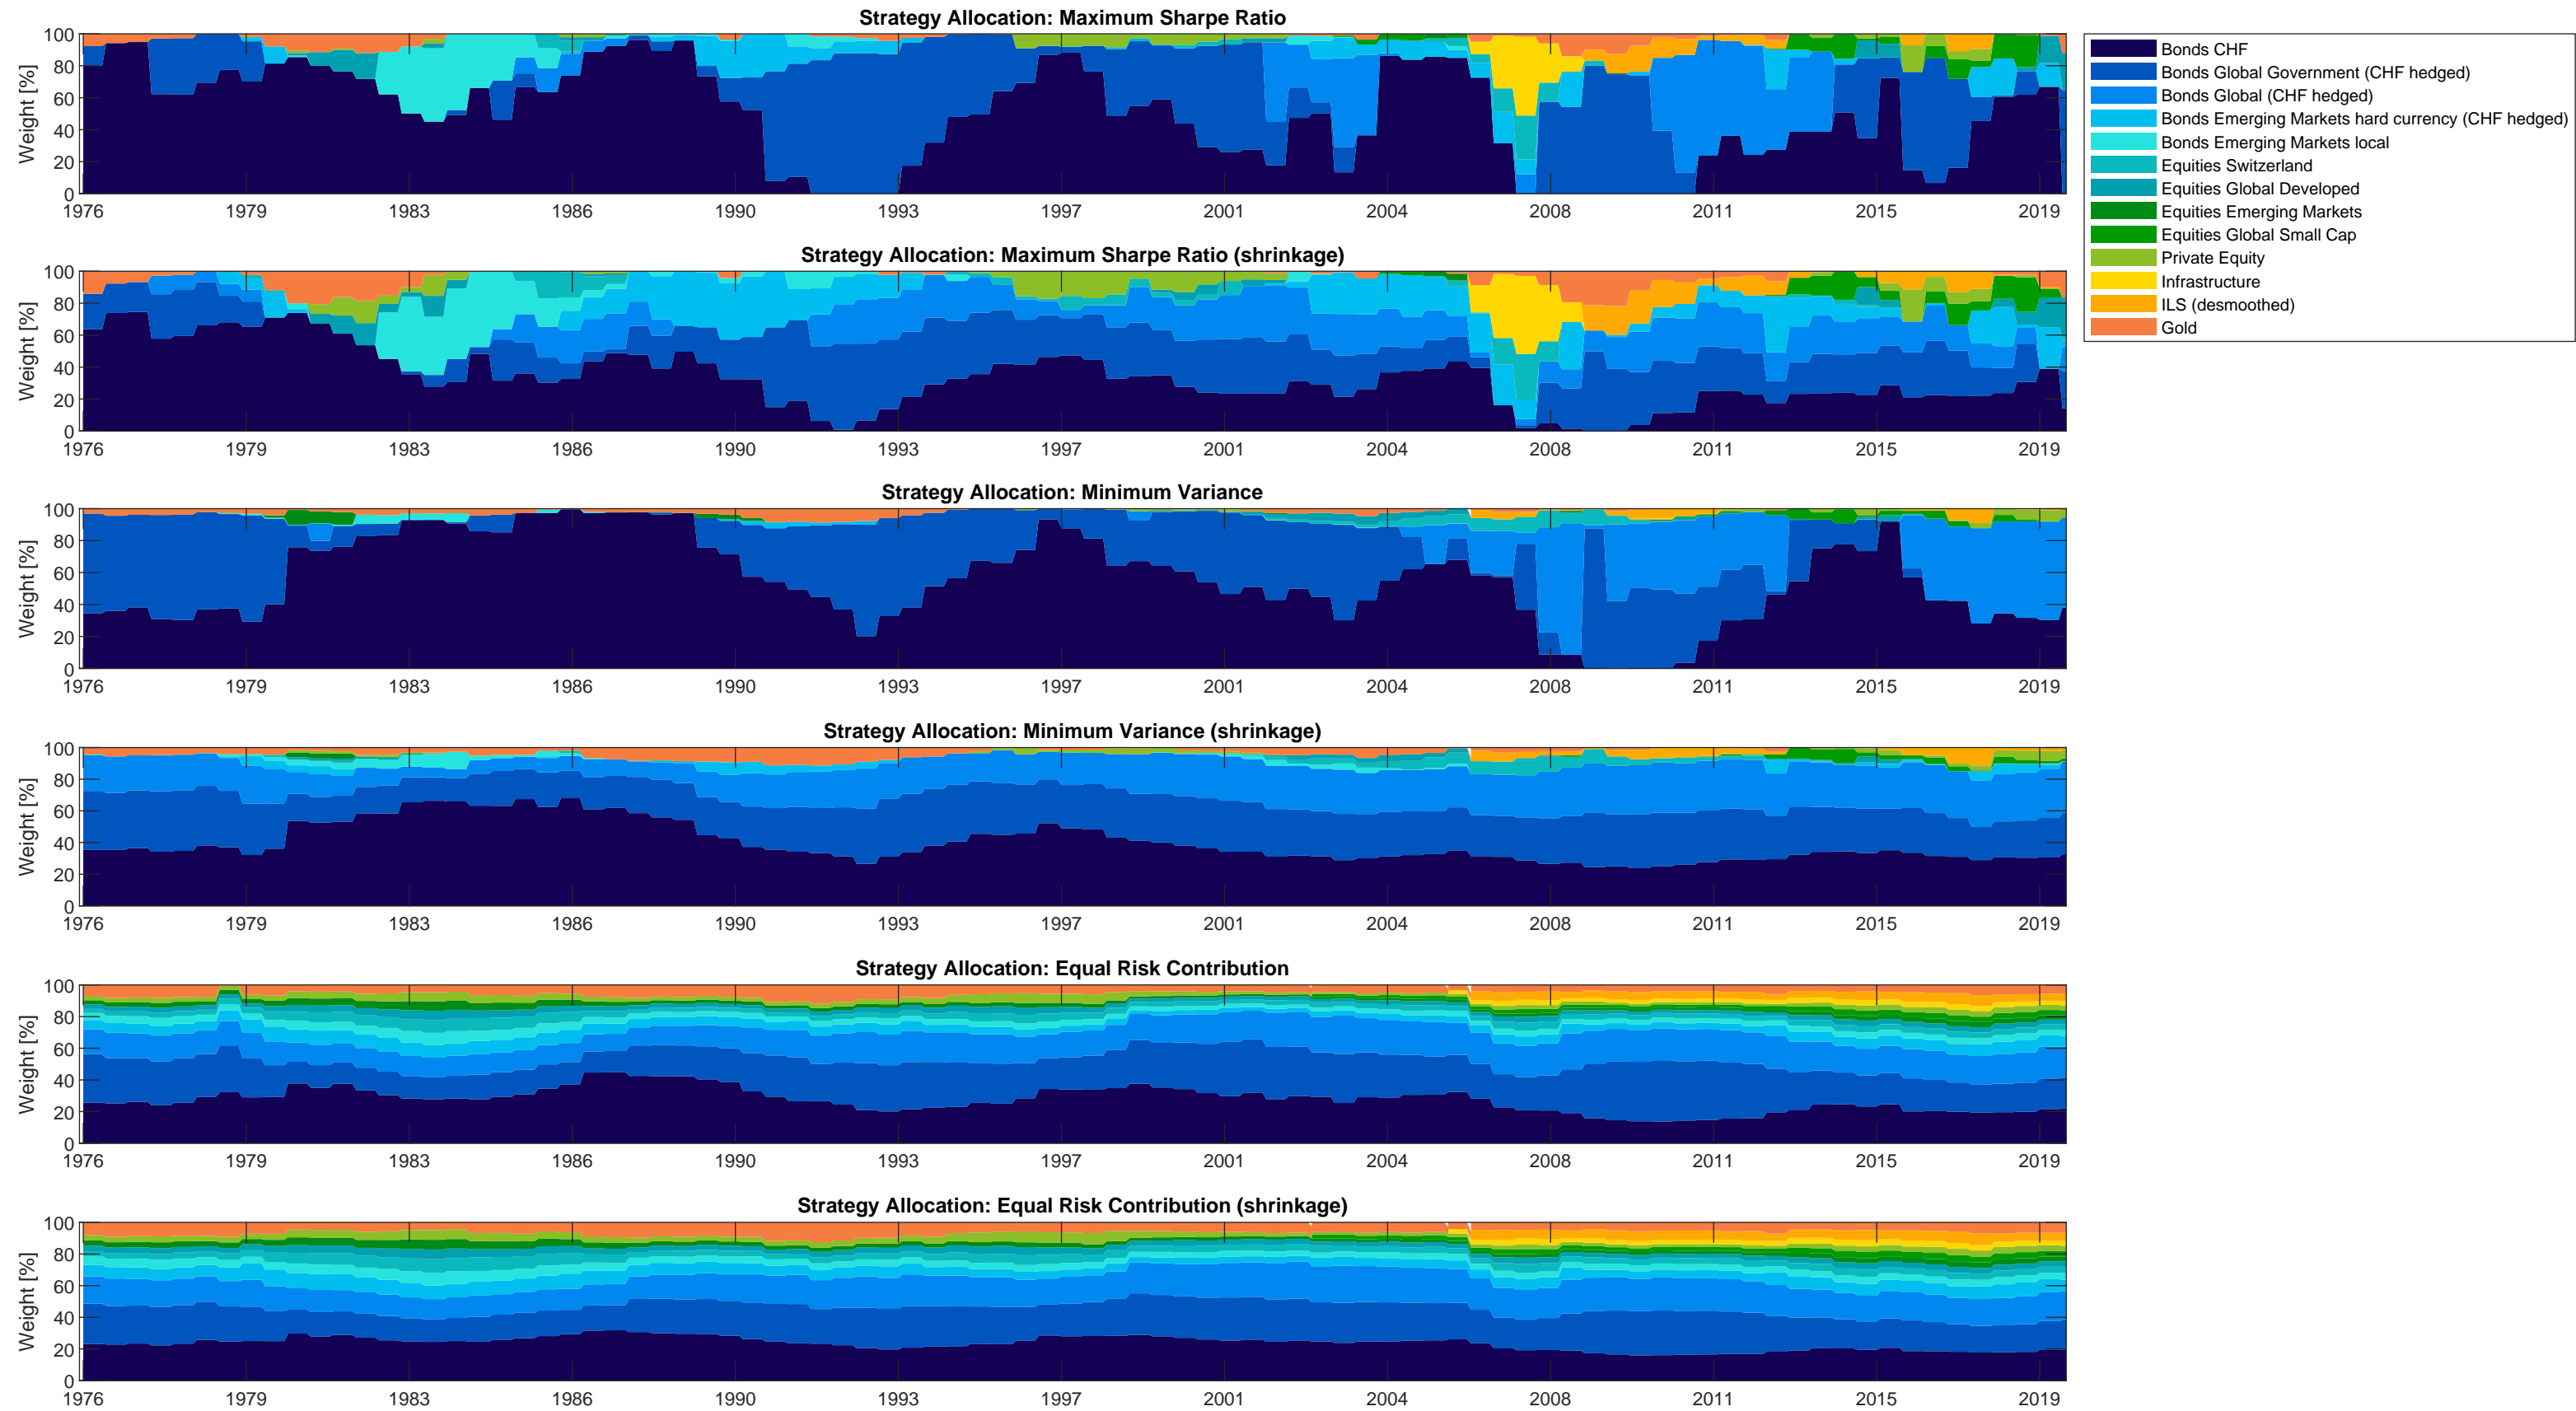 Strategy Allocation: Maximum Sharpe Ratio
Weight [%]
100
80
60
40
20
0
1976 1979 1983 1986 1990 1993 1997 2001 2004 2008 2011 2015 2019
Bonds CHF
Bonds Global Government (CHF hedged)
Bonds Global (CHF hedged)
Bonds Emerging Markets hard currency (CHF hedged)
Bonds Emerging Markets local
Equities Switzerland
Equities Global Developed
Equities Emerging Markets
Equities Global Small Cap
Private Equity
Infrastructure
ILS (desmoothed)
Gold
Strategy Allocation: Maximum Sharpe Ratio (shrinkage)
Weight [%]
100
80
60
40
20
0
1976 1979 1983 1986 1990 1993 1997 2001 2004 2008 2011 2015 2019
Strategy Allocation: Minimum Variance
Weight [%]
100
80
60
40
20
0
1976 1979 1983 1986 1990 1993 1997 2001 2004 2008 2011 2015 2019
Strategy Allocation: Minimum Variance (shrinkage)
Weight [%]
100
80
60
40
20
0
1976 1979 1983 1986 1990 1993 1997 2001 2004 2008 2011 2015 2019
Strategy Allocation: Equal Risk Contribution
Weight [%]
100
80
60
40
20
0
1976 1979 1983 1986 1990 1993 1997 2001 2004 2008 2011 2015 2019
Strategy Allocation: Equal Risk Contribution (shrinkage)
Weight [%]
100
80
60
40
20
0
1976 1979 1983 1986 1990 1993 1997 2001 2004 2008 2011 2015 2019